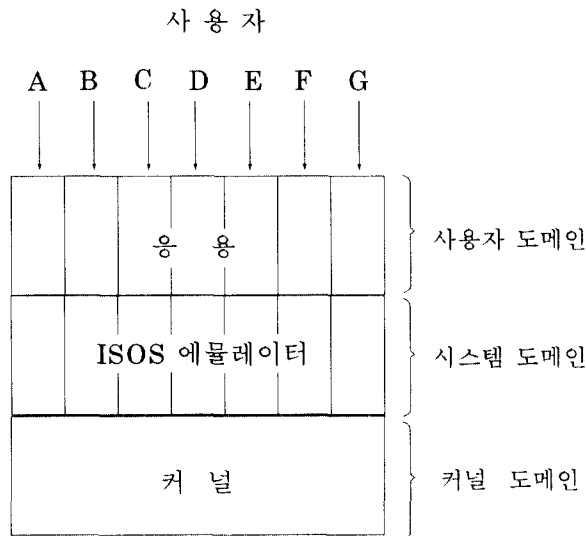 사 용 자
A B C D E F G
응 용
사용자 도메인
ISOS 에뮬레이터
시스템 도메인
커 널
커널 도메인